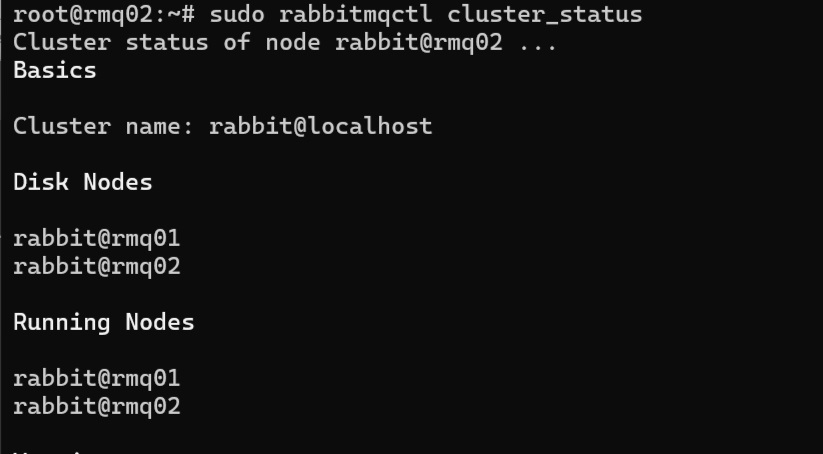 root@rmq02:~# sudo rabbitmqctl cluster_status
Cluster status of node rabbit@rmq02 ...
Basics
Cluster name: rabbit@localhost
Disk Nodes
rabbit@rmq01
rabbit@rmq02
Running Nodes
rabbit@rmq01
rabbit@rmq02